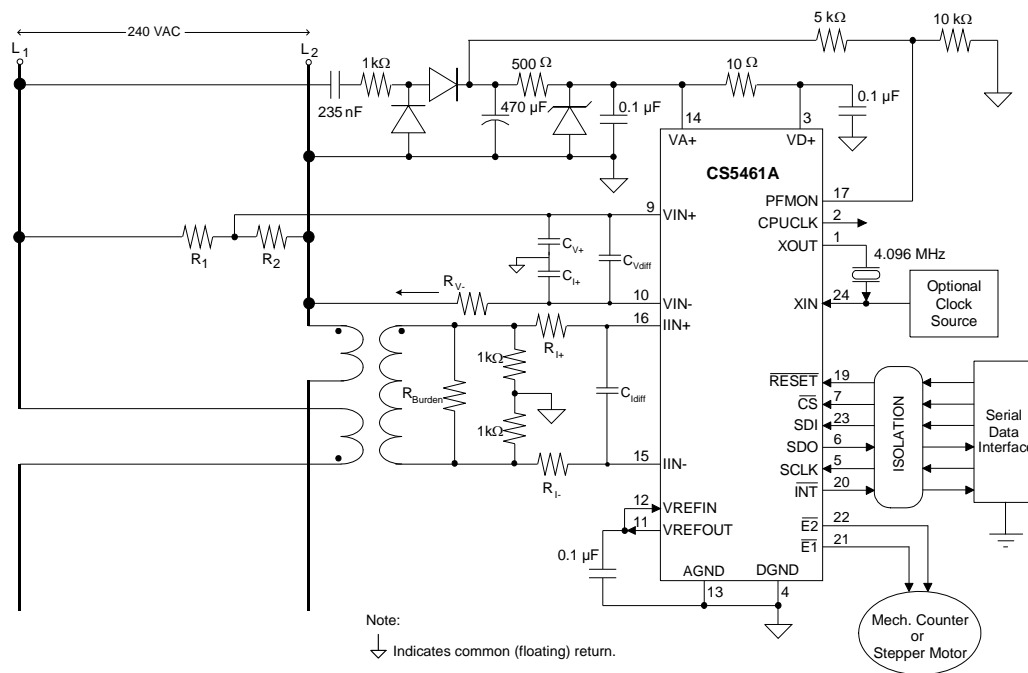 240 VAC
L1
L2
5 kΩ
10 kΩ
1kΩ
500 Ω
10 Ω
235 nF
470 µF
0.1 µF
0.1 µF
14
3
VA+
VD+
CS5461A
PFMON
17
CPUCLK
2
XOUT
1
4.096 MHz
XIN
24
Optional
Clock
Source
9
VIN+
R1
R2
CV+
CI+
CVdiff
RV-
10
VIN-
16
IIN+
RI+
1kΩ
RBurden
1kΩ
CIdiff
RI-
15
IIN-
RESET
19
CS
7
SDI
23
SDO
6
SCLK
5
INT
20
ISOLATION
Serial
Data
Interface
12
VREFIN
11
VREFOUT
E2
22
E1
21
0.1 µF
AGND
DGND
13
4
Mech. Counter
or
Stepper Motor
Note:
Indicates common (floating) return.